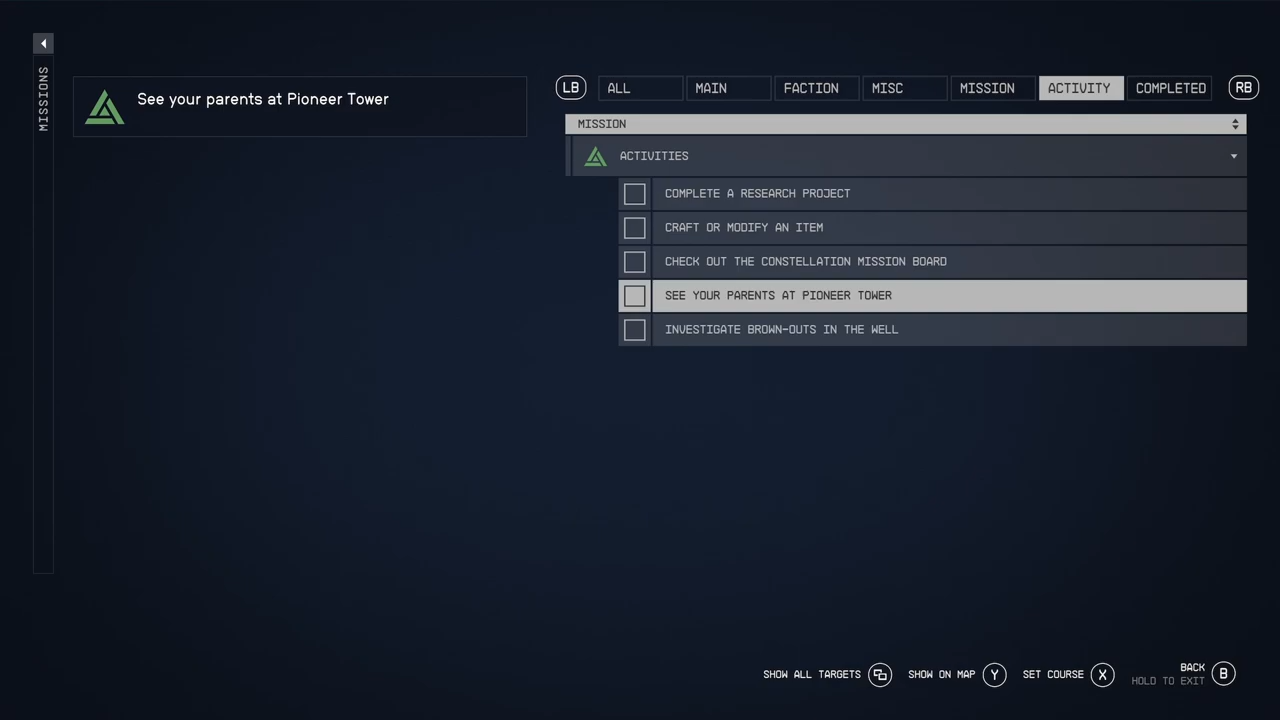 MISSIONS
See your parents at Pioneer Tower
LB ALL MAIN FACTION MISC MISSION ACTIVITY COMPLETED RB
MISSION
ACTIVITIES
COMPLETE A RESEARCH PROJECT
CRAFT OR MODIFY AN ITEM
CHECK OUT THE CONSTELLATION MISSION BOARD
SEE YOUR PARENTS AT PIONEER TOWER
INVESTIGATE BROWN-OUTS IN THE WELL
SHOW ALL TARGETS SHOW ON MAP Y SET COURSE X BACK B
HOLD TO EXIT